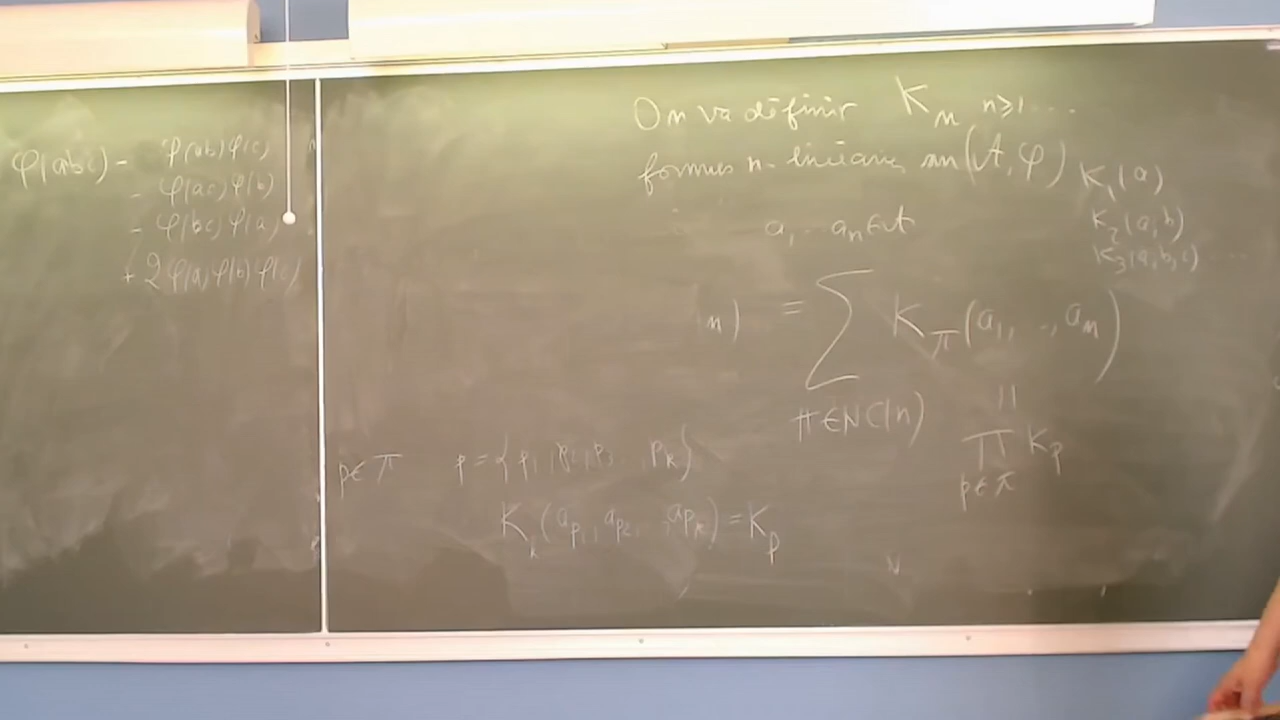 φ(abc) - φ(ab)φ(c)
- φ(ac)φ(b)
- φ(bc)φ(a)
+ 2φ(a)φ(b)φ(c)
On va définir K_n n≥1 ...
formes n-linéaires sur (A, φ)
K_1(a)
K_2(a,b)
K_3(a,b,c) ...
a_1 .. a_n ∈ A
n) = ∑ K_π(a_1, .., a_n)
π ∈ NC(n)
||
∏ K_p
p ∈ π
p ∈ π p = {p_1, p_2, p_3 .., p_k}
K_k(a_{p_1}, a_{p_2}, .., a_{p_k}) = K_p